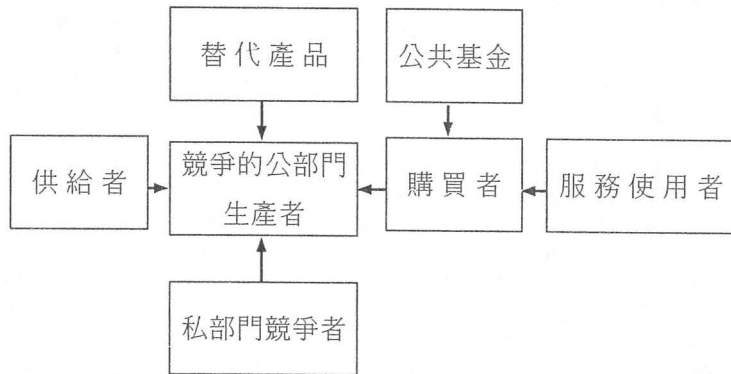 替代產品
公共基金
供給者
競爭的公部門
生產者
購買者
服務使用者
私部門競爭者